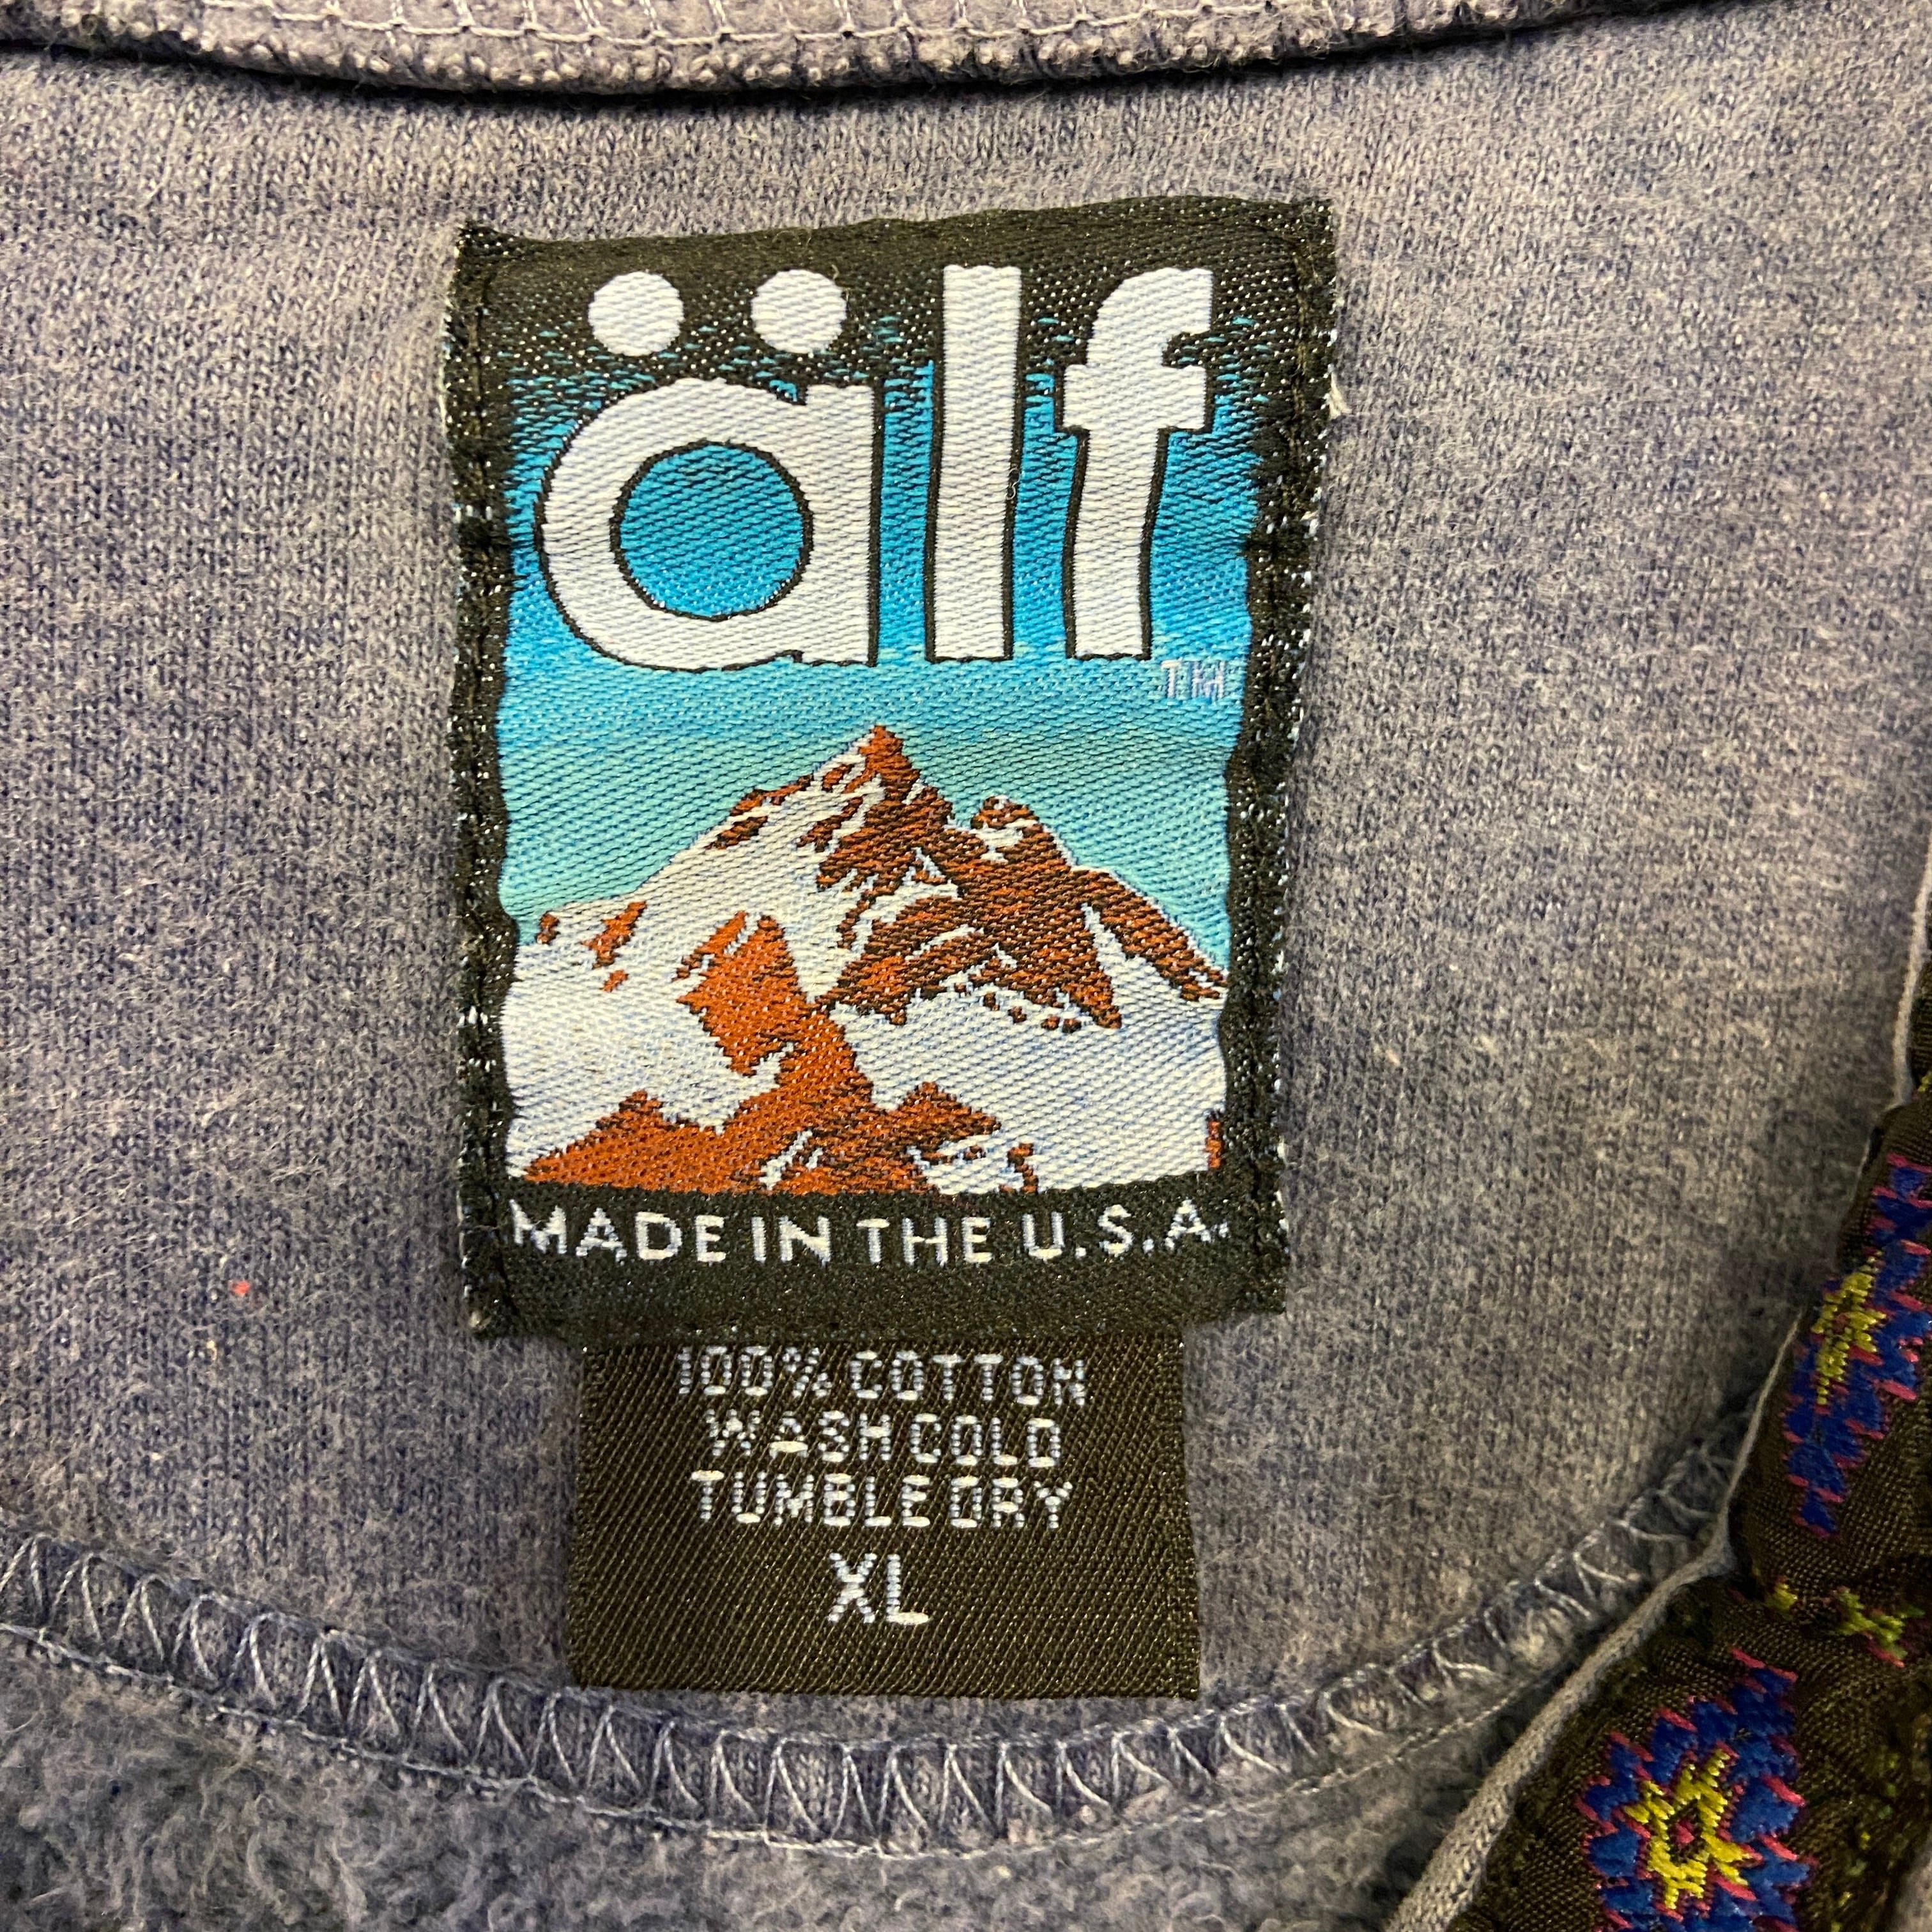 älf
TM
MADE IN THE U.S.A.
100% COTTON
WASH COLD
TUMBLE DRY
XL